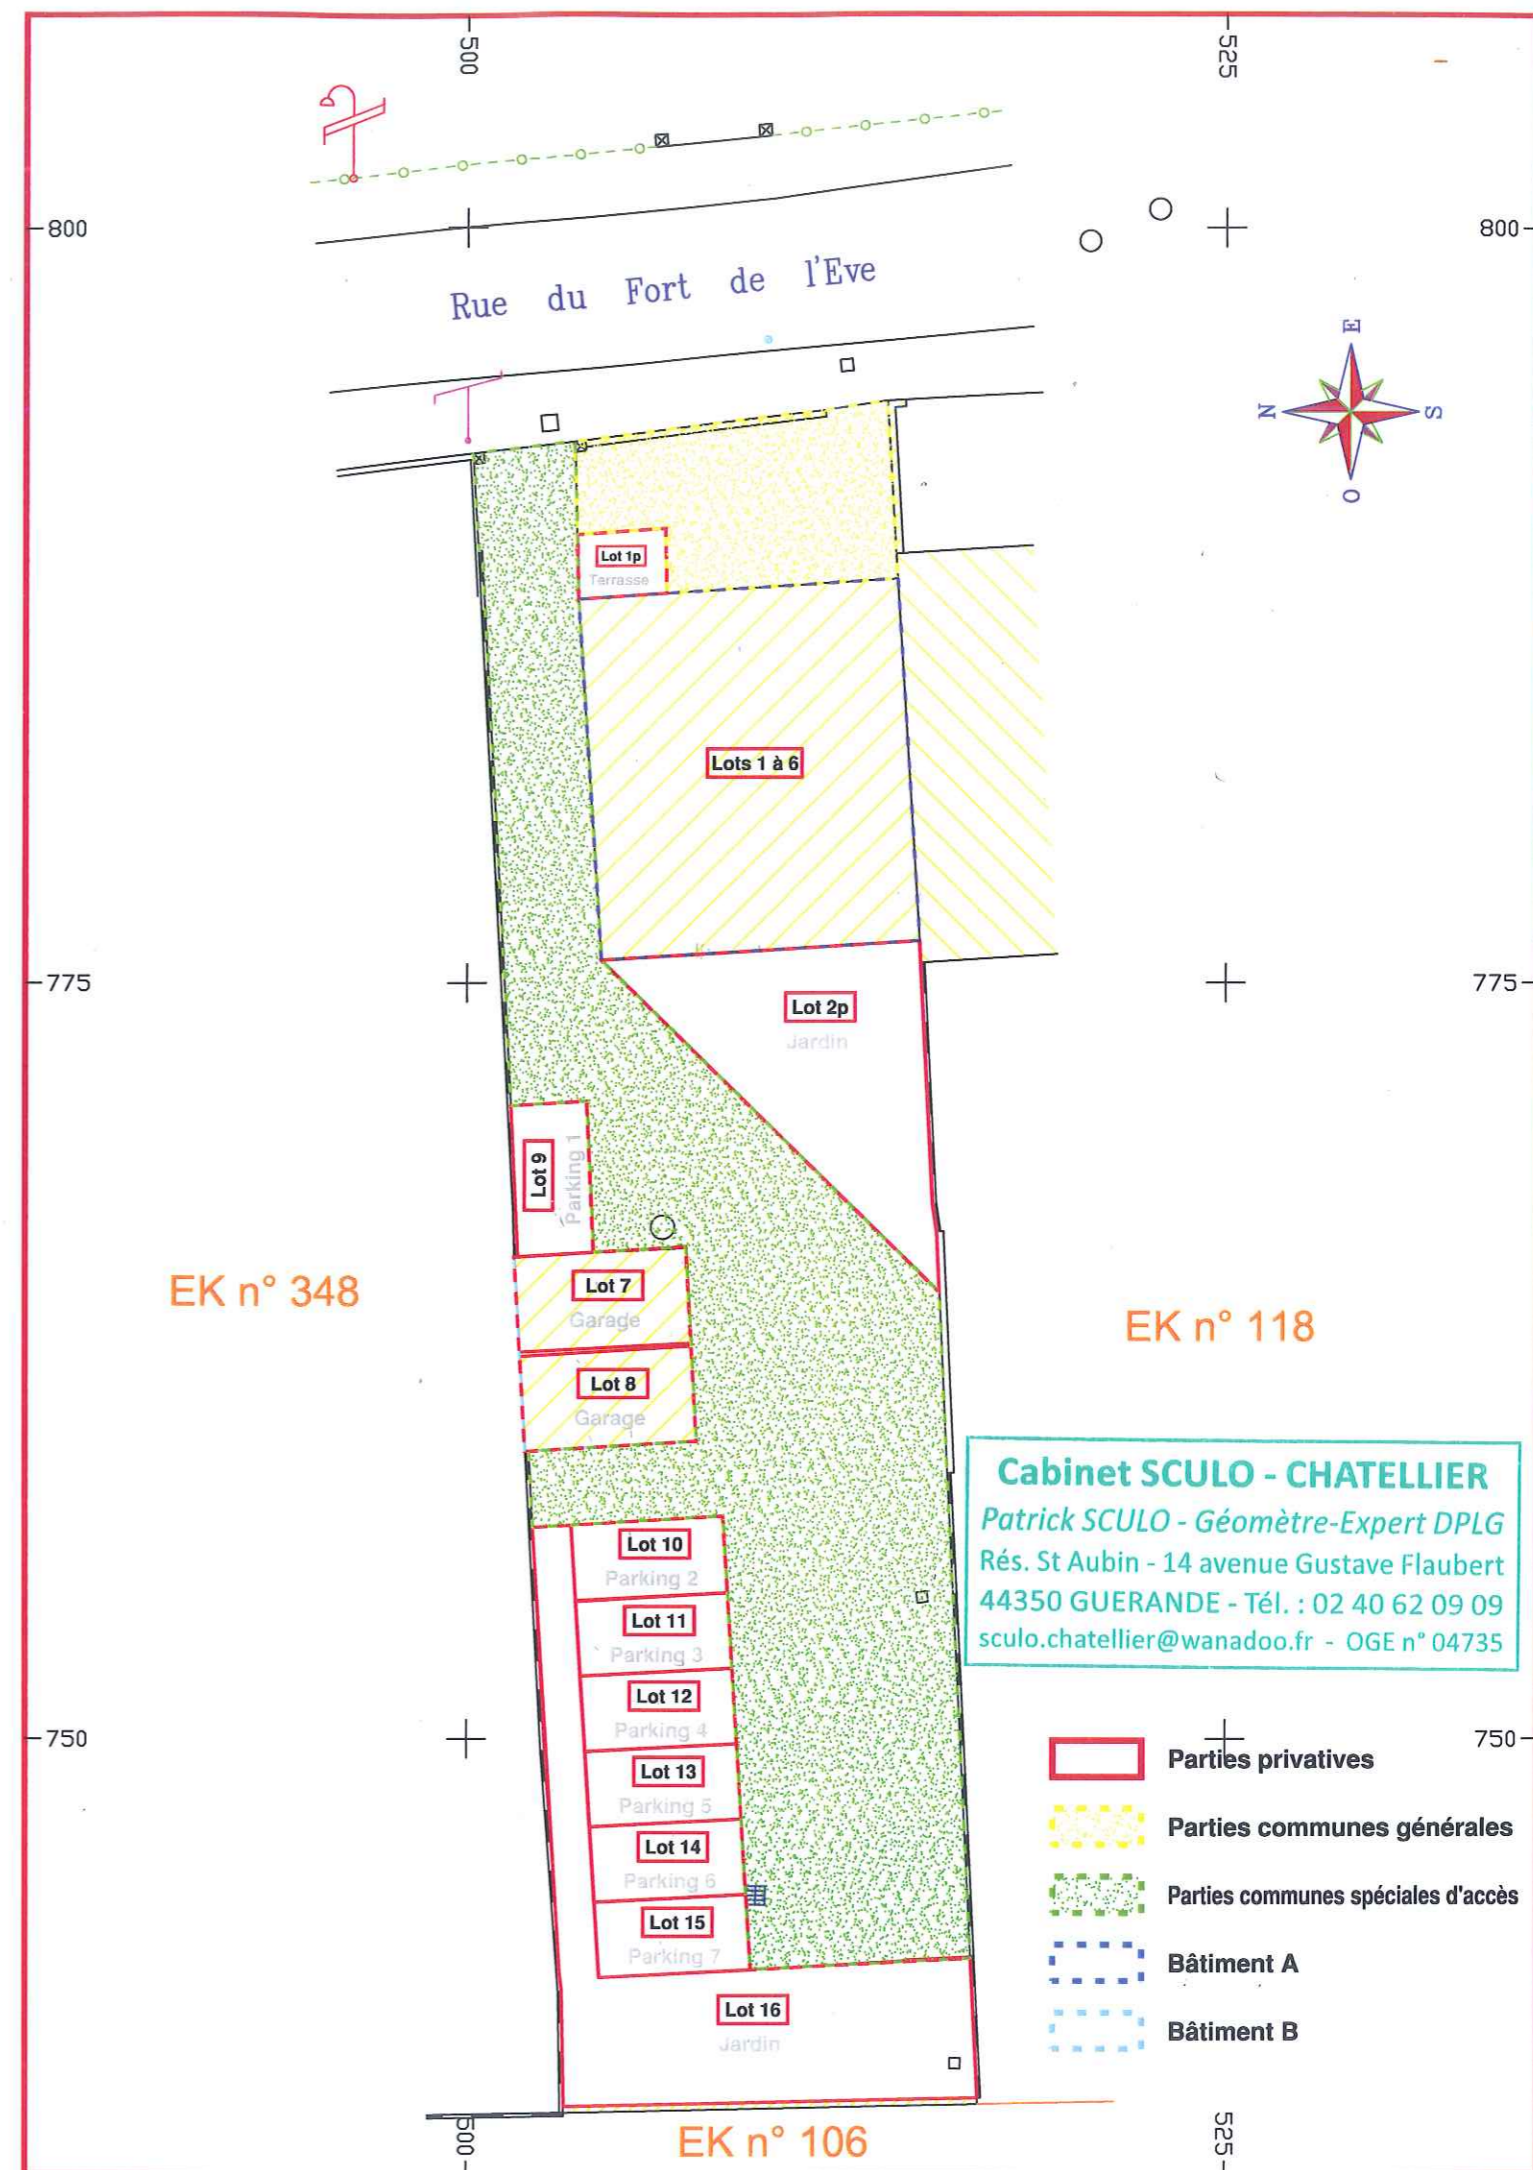 500
525
800
800
Rue du Fort de l'Eve
E
N
S
O
Lot 1p
Terrasse
Lots 1 à 6
775
775
Lot 2p
Jardin
Lot 9
Parking 1
EK n° 348
Lot 7
Garage
EK n° 118
Lot 8
Garage
Cabinet SCULO - CHATELLIER
Patrick SCULO - Géomètre-Expert DPLG
Rés. St Aubin - 14 avenue Gustave Flaubert
44350 GUERANDE - Tél. : 02 40 62 09 09
sculo.chatellier@wanadoo.fr - OGE n° 04735
Lot 10
Parking 2
Lot 11
Parking 3
Lot 12
Parking 4
750
750
Lot 13
Parking 5
Lot 14
Parking 6
Lot 15
Parking 7
Lot 16
Jardin
Parties privatives
Parties communes générales
Parties communes spéciales d'accès
Bâtiment A
Bâtiment B
500
525
EK n° 106